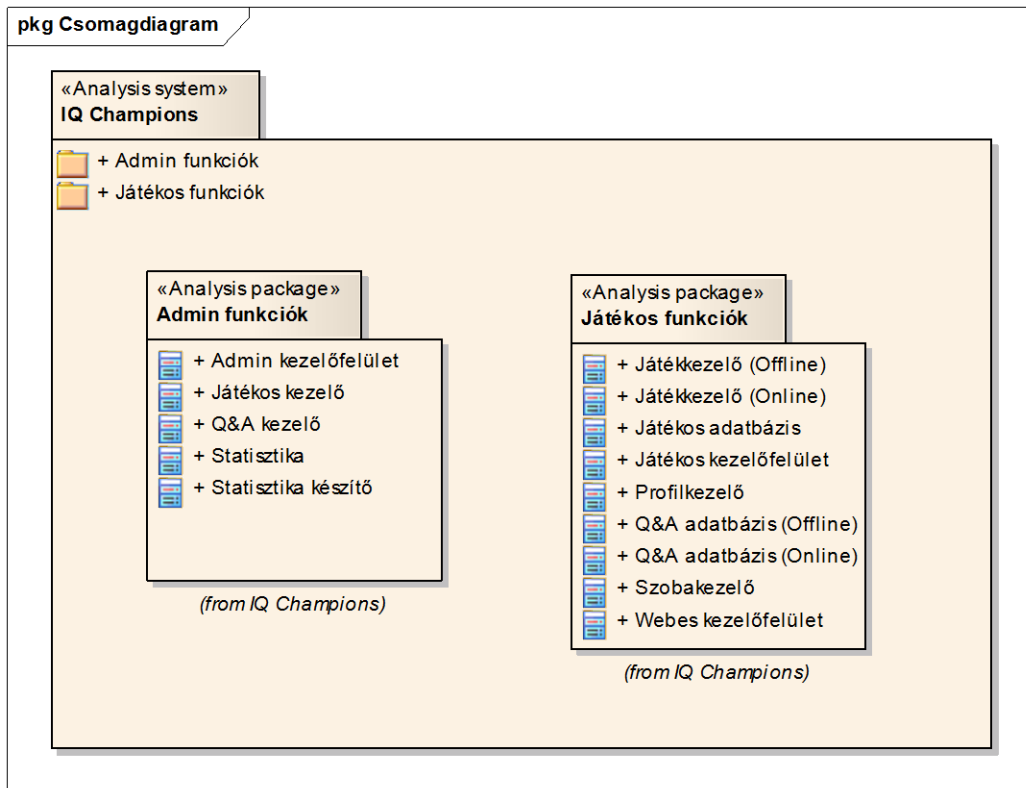 pkg Csomagdiagram
«Analysis system»
IQ Champions
+ Admin funkciók
+ Játékos funkciók
«Analysis package»
Admin funkciók
+ Admin kezelőfelület
+ Játékos kezelő
+ Q&A kezelő
+ Statisztika
+ Statisztika készítő
(from IQ Champions)
«Analysis package»
Játékos funkciók
+ Játékkezelő (Offline)
+ Játékkezelő (Online)
+ Játékos adatbázis
+ Játékos kezelőfelület
+ Profilkezelő
+ Q&A adatbázis (Offline)
+ Q&A adatbázis (Online)
+ Szobakezelő
+ Webes kezelőfelület
(from IQ Champions)